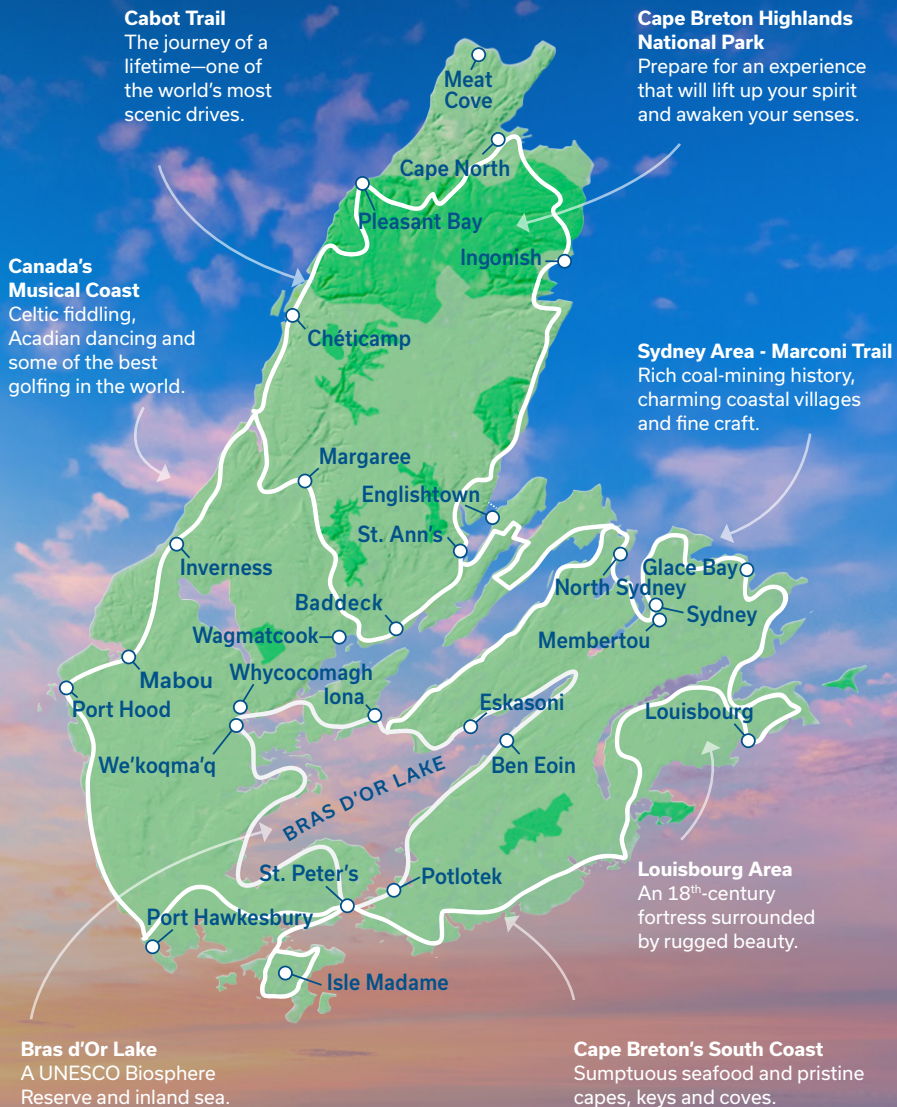 Cabot Trail
The journey of a
lifetime—one of
the world's most
scenic drives.
Cape Breton Highlands
National Park
Prepare for an experience
that will lift up your spirit
and awaken your senses.
Meat
Cove
Cape North
Pleasant Bay
Ingonish
Canada's
Musical Coast
Celtic fiddling,
Acadian dancing and
some of the best
golfing in the world.
Chéticamp
Sydney Area - Marconi Trail
Rich coal-mining history,
charming coastal villages
and fine craft.
Margaree
Englishtown
St. Ann's
Inverness
Glace Bay
North Sydney
Baddeck
Sydney
Wagmatcook
Membertou
Whycocomagh
Mabou
Iona
Eskasoni
Port Hood
Louisbourg
We'koqma'q
Ben Eoin
BRAS D'OR LAKE
St. Peter's
Potlotek
Port Hawkesbury
Isle Madame
Louisbourg Area
An 18th-century
fortress surrounded
by rugged beauty.
Bras d'Or Lake
A UNESCO Biosphere
Reserve and inland sea.
Cape Breton's South Coast
Sumptuous seafood and pristine
capes, keys and coves.